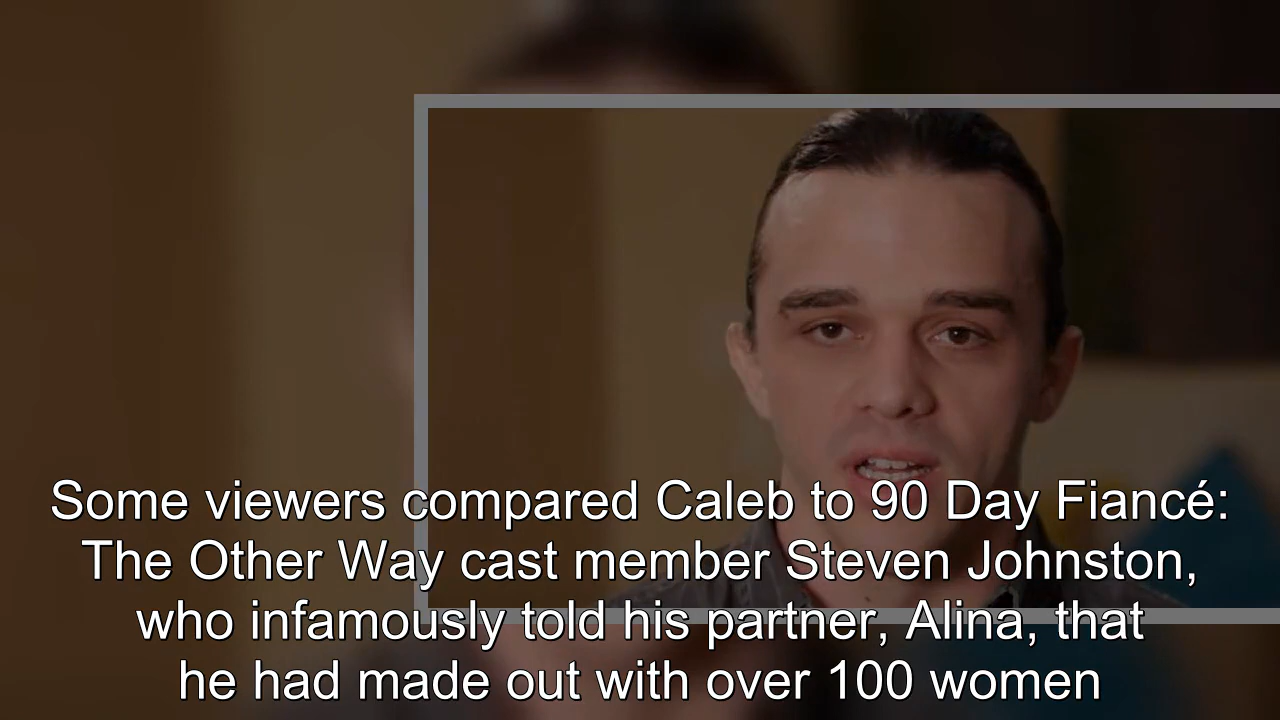 Some viewers compared Caleb to 90 Day Fiancé:
The Other Way cast member Steven Johnston,
who infamously told his partner, Alina, that
he had made out with over 100 women